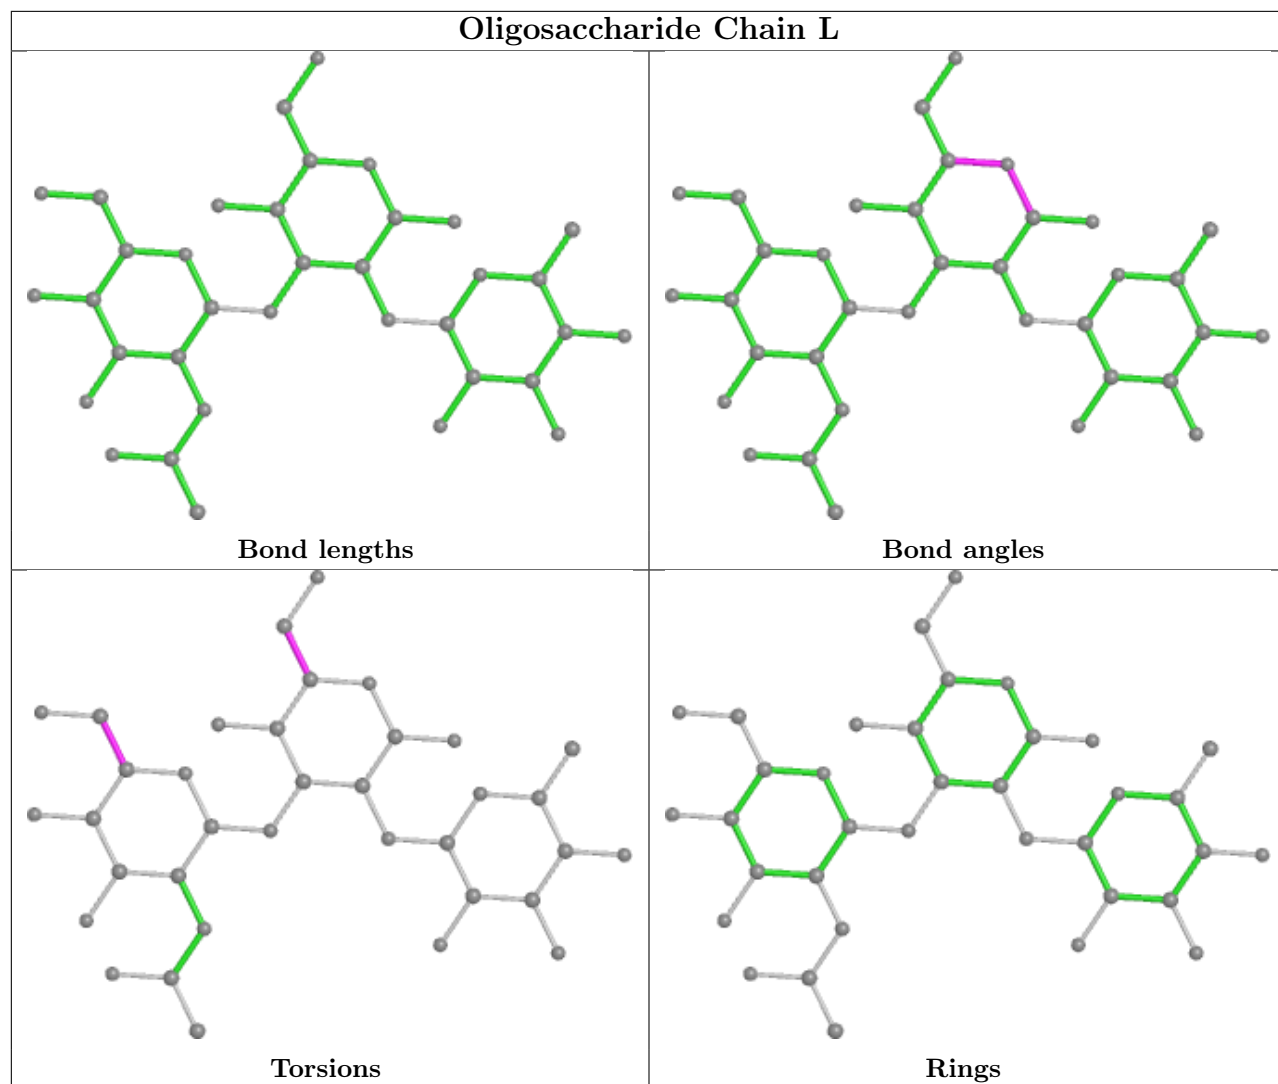 Oligosaccharide Chain L
Bond lengths
Bond angles
Torsions
Rings